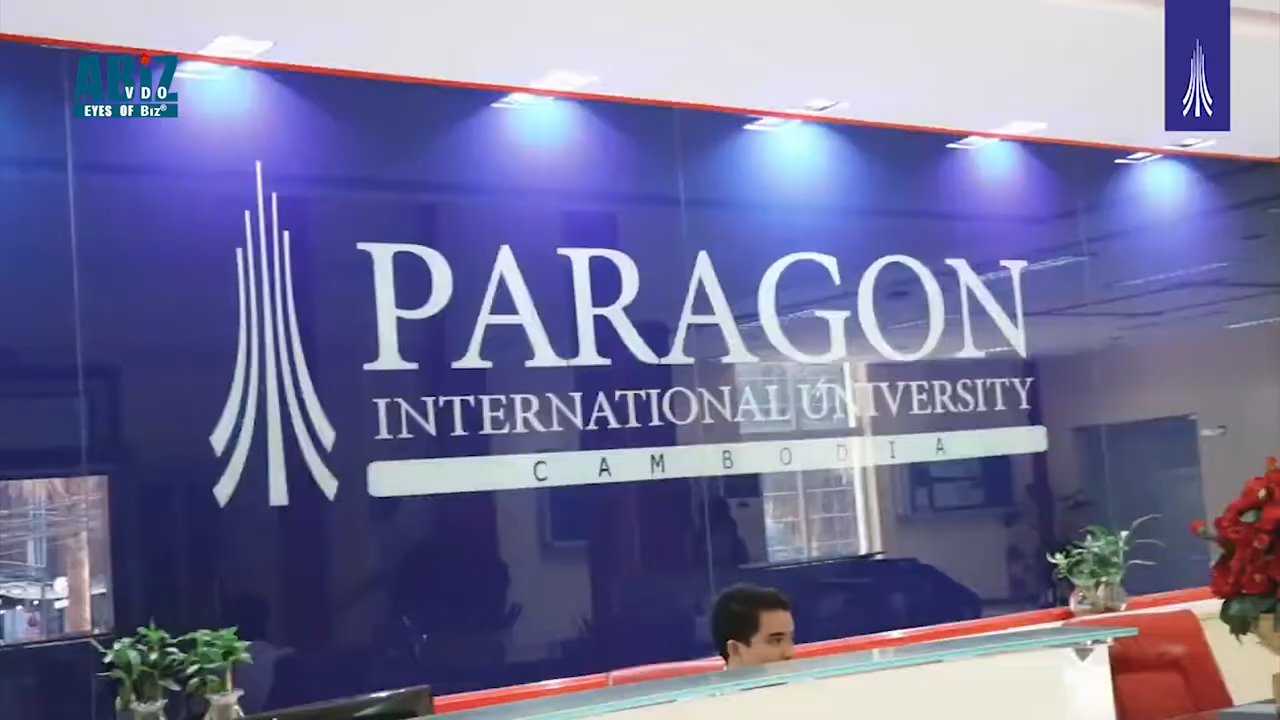 ABiZ
VDO
EYES OF Biz®
PARAGON
INTERNATIONAL UNIVERSITY
CAMBODIA